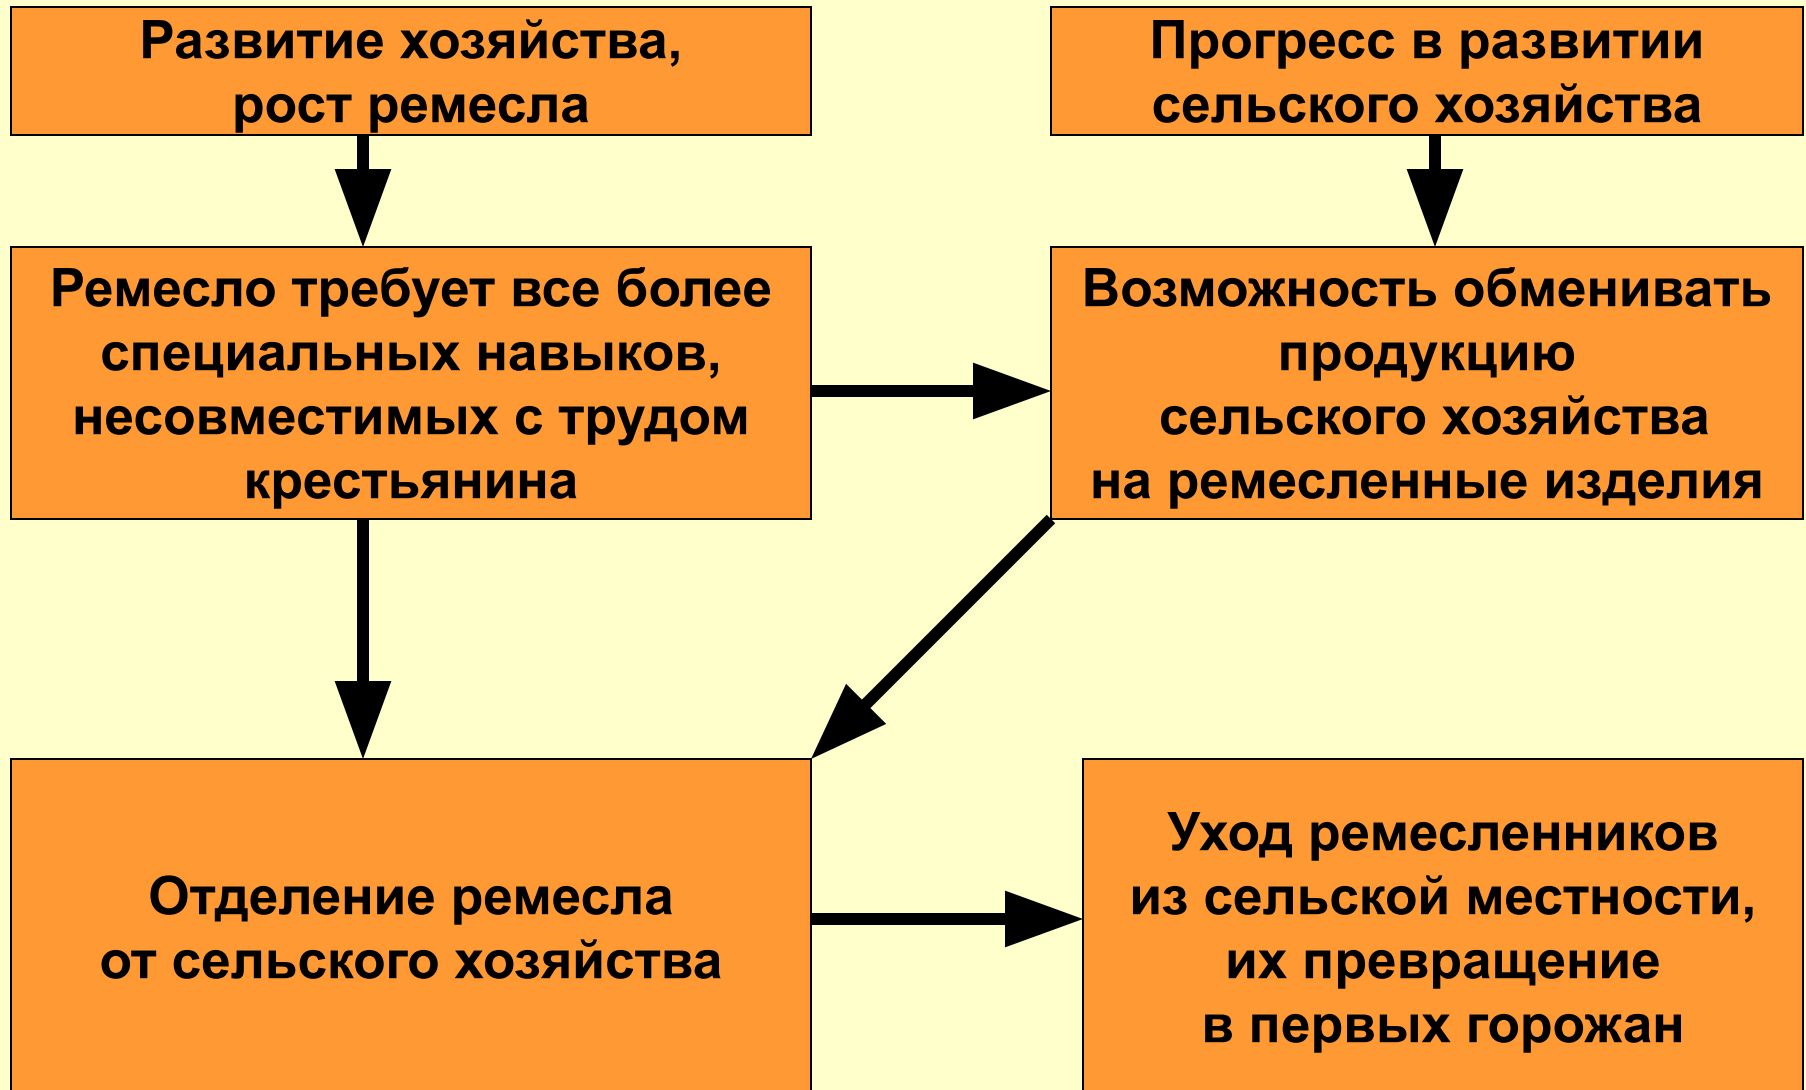 Развитие хозяйства,
рост ремесла
Прогресс в развитии
сельского хозяйства
Ремесло требует все более
специальных навыков,
несовместимых с трудом
крестьянина
Возможность обменивать
продукцию
сельского хозяйства
на ремесленные изделия
Отделение ремесла
от сельского хозяйства
Уход ремесленников
из сельской местности,
их превращение
в первых горожан